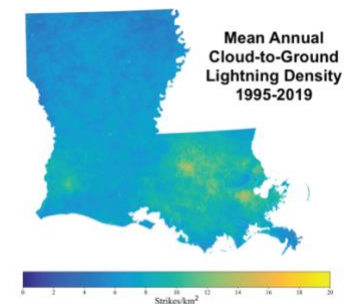 Mean Annual
Cloud-to-Ground
Lightning Density
1995-2019
0 2 4 6 8 10 12 14 16 18 20
Strikes/km²